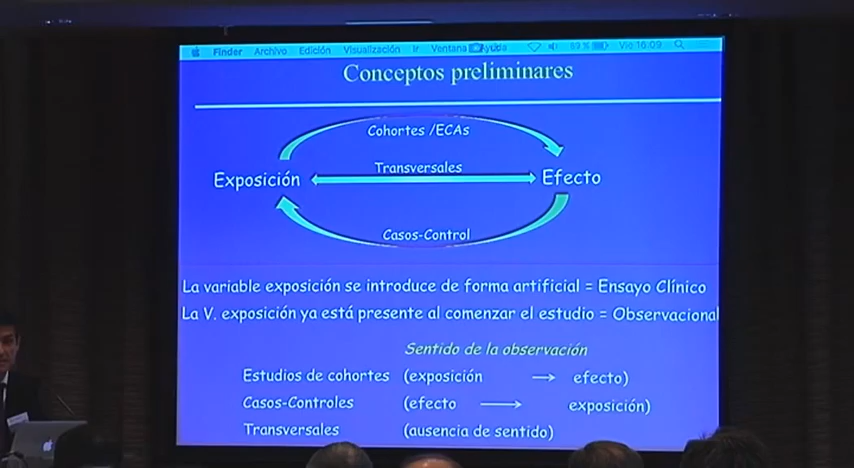 Finder Archivo Edición Visualización Ir Ventana Ayuda 69% Vie 16:09
Conceptos preliminares
Cohortes /ECAs
Transversales
Exposición Efecto
Casos-Control
La variable exposición se introduce de forma artificial = Ensayo Clínico
La V. exposición ya está presente al comenzar el estudio = Observacional
Sentido de la observación
Estudios de cohortes (exposición → efecto)
Casos-Controles (efecto → exposición)
Transversales (ausencia de sentido)